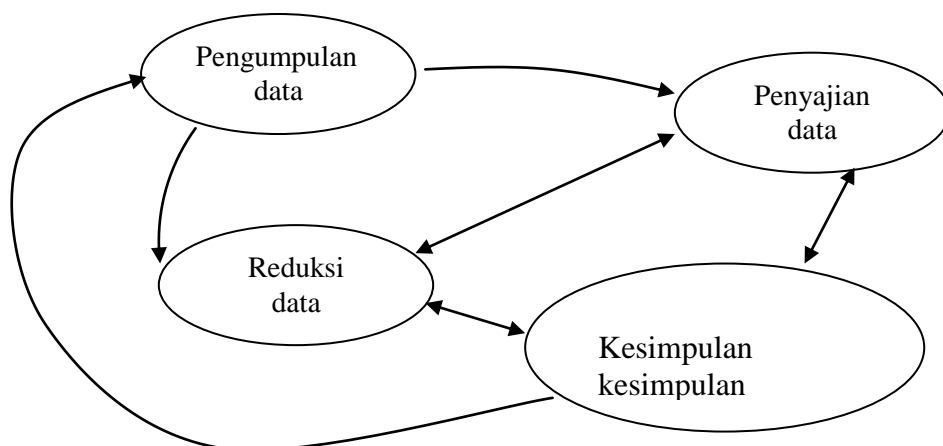 Pengumpulan
data
Penyajian
data
Reduksi
data
Kesimpulan
kesimpulan